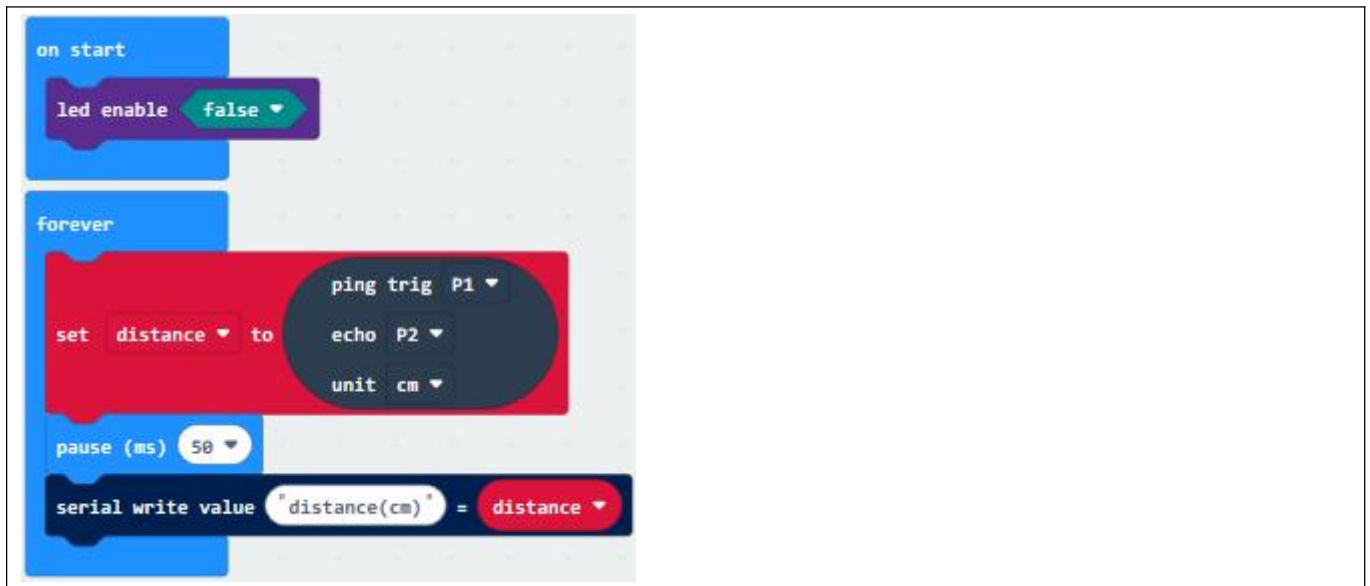 on start
led enable false
forever
ping trig P1
set distance to echo P2
unit cm
pause (ms) 50
serial write value "distance(cm)" = distance